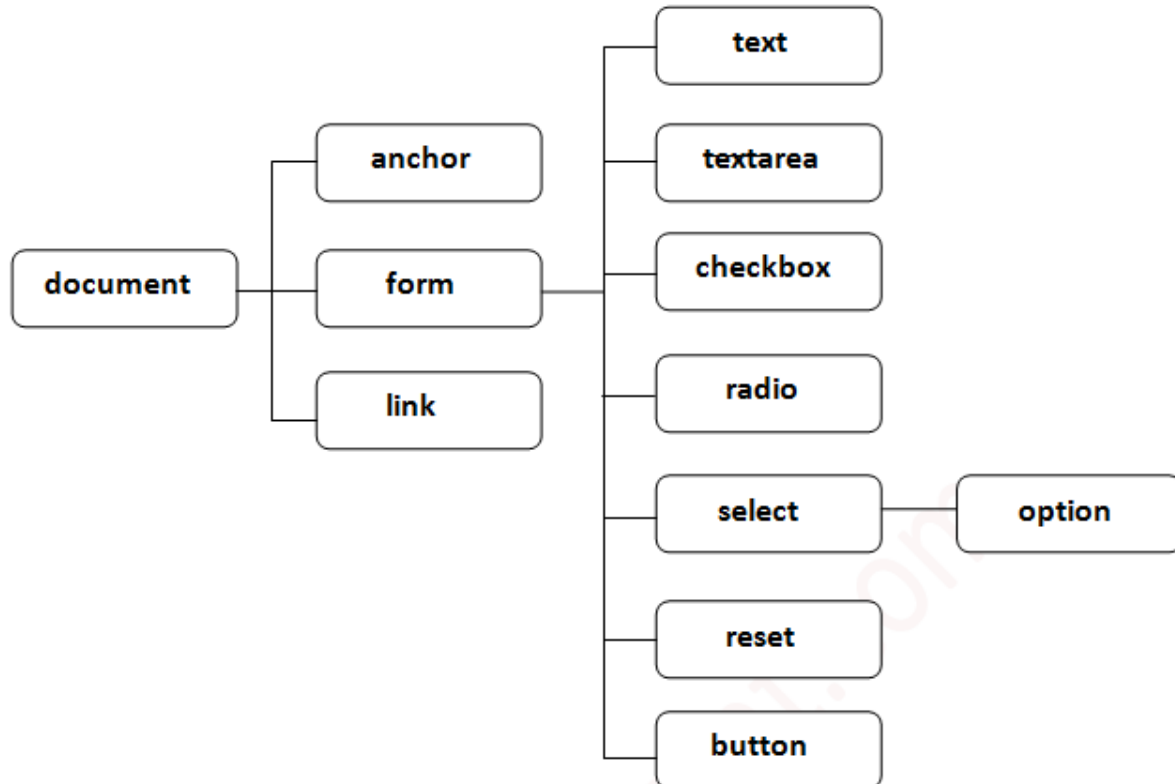 text
anchor
textarea
document
form
checkbox
link
radio
select
option
reset
button